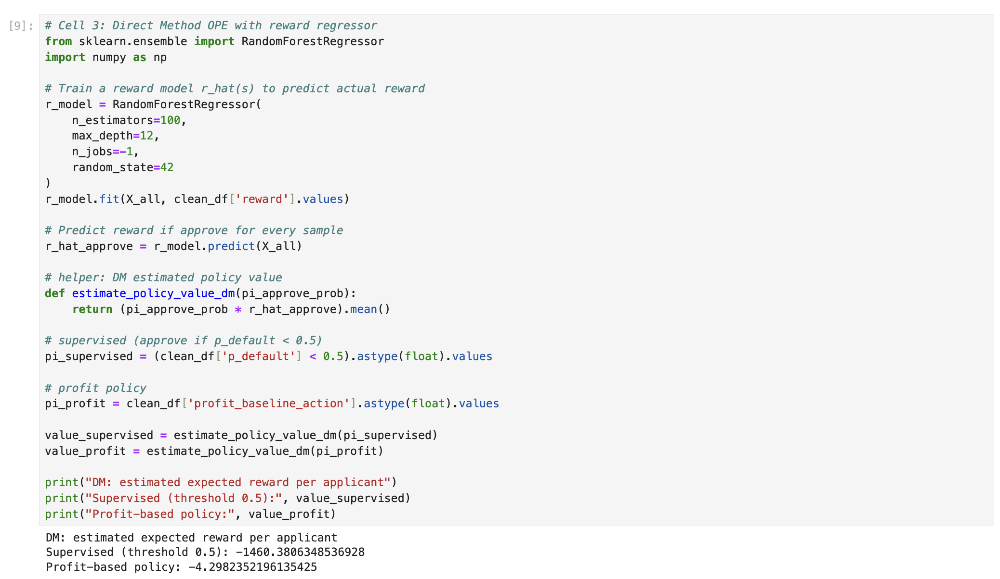 [9]: # Cell 3: Direct Method OPE with reward regressor
from sklearn.ensemble import RandomForestRegressor
import numpy as np

# Train a reward model r_hat(s) to predict actual reward
r_model = RandomForestRegressor(
    n_estimators=100,
    max_depth=12,
    n_jobs=-1,
    random_state=42
)
r_model.fit(X_all, clean_df['reward'].values)

# Predict reward if approve for every sample
r_hat_approve = r_model.predict(X_all)

# helper: DM estimated policy value
def estimate_policy_value_dm(pi_approve_prob):
    return (pi_approve_prob * r_hat_approve).mean()

# supervised (approve if p_default < 0.5)
pi_supervised = (clean_df['p_default'] < 0.5).astype(float).values

# profit policy
pi_profit = clean_df['profit_baseline_action'].astype(float).values

value_supervised = estimate_policy_value_dm(pi_supervised)
value_profit = estimate_policy_value_dm(pi_profit)

print("DM: estimated expected reward per applicant")
print("Supervised (threshold 0.5):", value_supervised)
print("Profit-based policy:", value_profit)
DM: estimated expected reward per applicant
Supervised (threshold 0.5): -1460.3806348536928
Profit-based policy: -4.2982352196135425